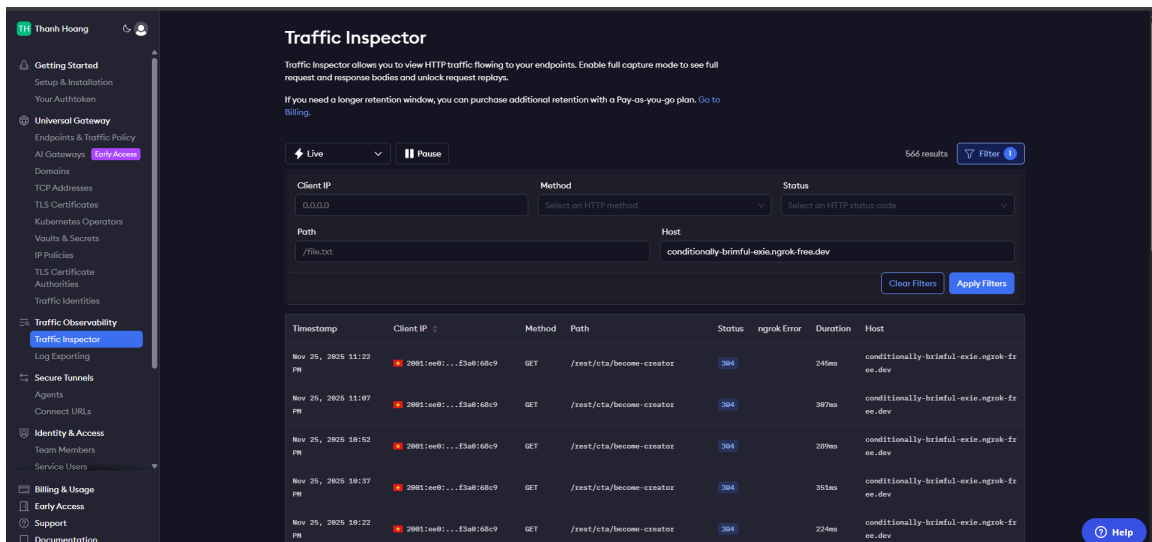 TH Thanh Hoang
Getting Started
Setup & Installation
Your Authtoken
Universal Gateway
Endpoints & Traffic Policy
AI Gateways Early Access
Domains
TCP Addresses
TLS Certificates
Kubernetes Operators
Vaults & Secrets
IP Policies
TLS Certificate
Authorities
Traffic Identities
Traffic Observability
Traffic Inspector
Log Exporting
Secure Tunnels
Agents
Connect URLs
Identity & Access
Team Members
Service Users
Billing & Usage
Early Access
Support
Documentation
Traffic Inspector
Traffic Inspector allows you to view HTTP traffic flowing to your endpoints. Enable full capture mode to see full
request and response bodies and unlock request replays.
If you need a longer retention window, you can purchase additional retention with a Pay-as-you-go plan. Go to
Billing.
Live Pause 566 results Filter 1
Client IP Method Status
0.0.0.0 Select an HTTP method Select an HTTP status code
Path Host
/file.txt conditionally-brimful-exie.ngrok-free.dev
Clear Filters Apply Filters
Timestamp Client IP Method Path Status ngrok Error Duration Host
Nov 25, 2025 11:22 PM 2001:ee0:...f3a0:68c9 GET /rest/cta/become-creator 304 245ms conditionally-brimful-exie.ngrok-free.dev
Nov 25, 2025 11:07 PM 2001:ee0:...f3a0:68c9 GET /rest/cta/become-creator 304 307ms conditionally-brimful-exie.ngrok-free.dev
Nov 25, 2025 10:52 PM 2001:ee0:...f3a0:68c9 GET /rest/cta/become-creator 304 289ms conditionally-brimful-exie.ngrok-free.dev
Nov 25, 2025 10:37 PM 2001:ee0:...f3a0:68c9 GET /rest/cta/become-creator 304 351ms conditionally-brimful-exie.ngrok-free.dev
Nov 25, 2025 10:22 PM 2001:ee0:...f3a0:68c9 GET /rest/cta/become-creator 304 224ms conditionally-brimful-exie.ngrok-free.dev
Help